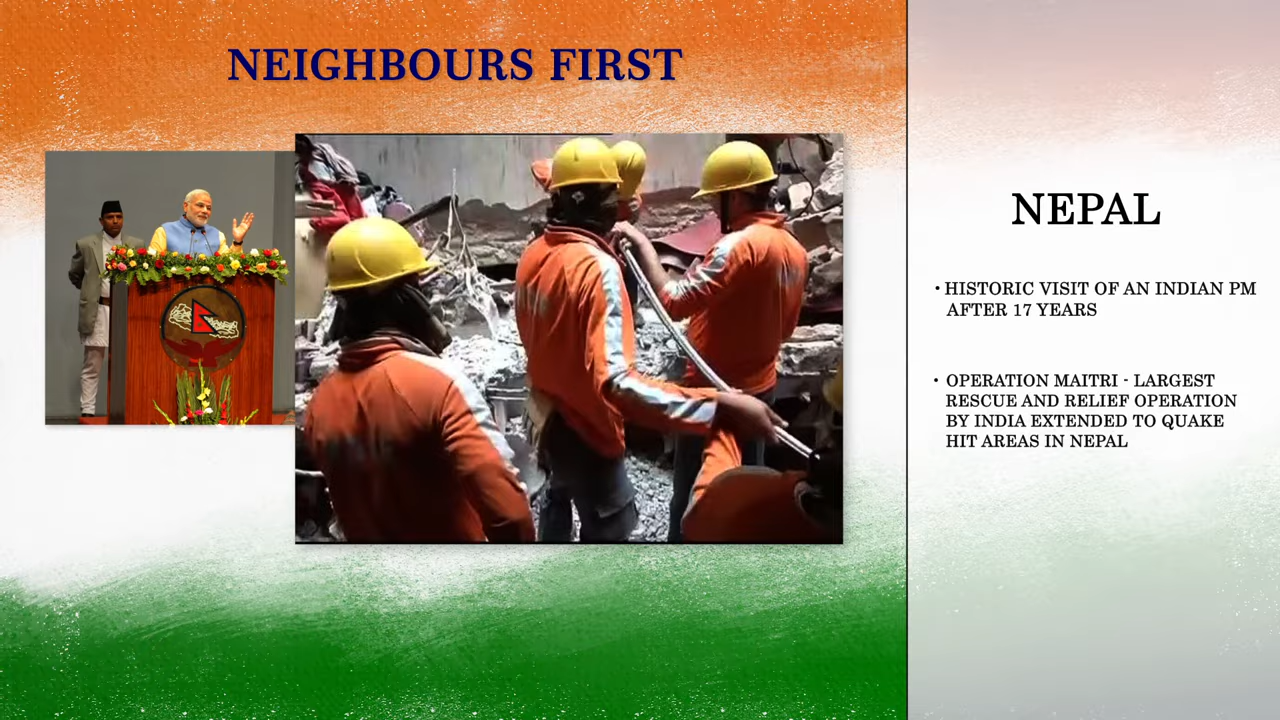 NEIGHBOURS FIRST
NEPAL
• HISTORIC VISIT OF AN INDIAN PM
AFTER 17 YEARS
• OPERATION MAITRI - LARGEST
RESCUE AND RELIEF OPERATION
BY INDIA EXTENDED TO QUAKE
HIT AREAS IN NEPAL